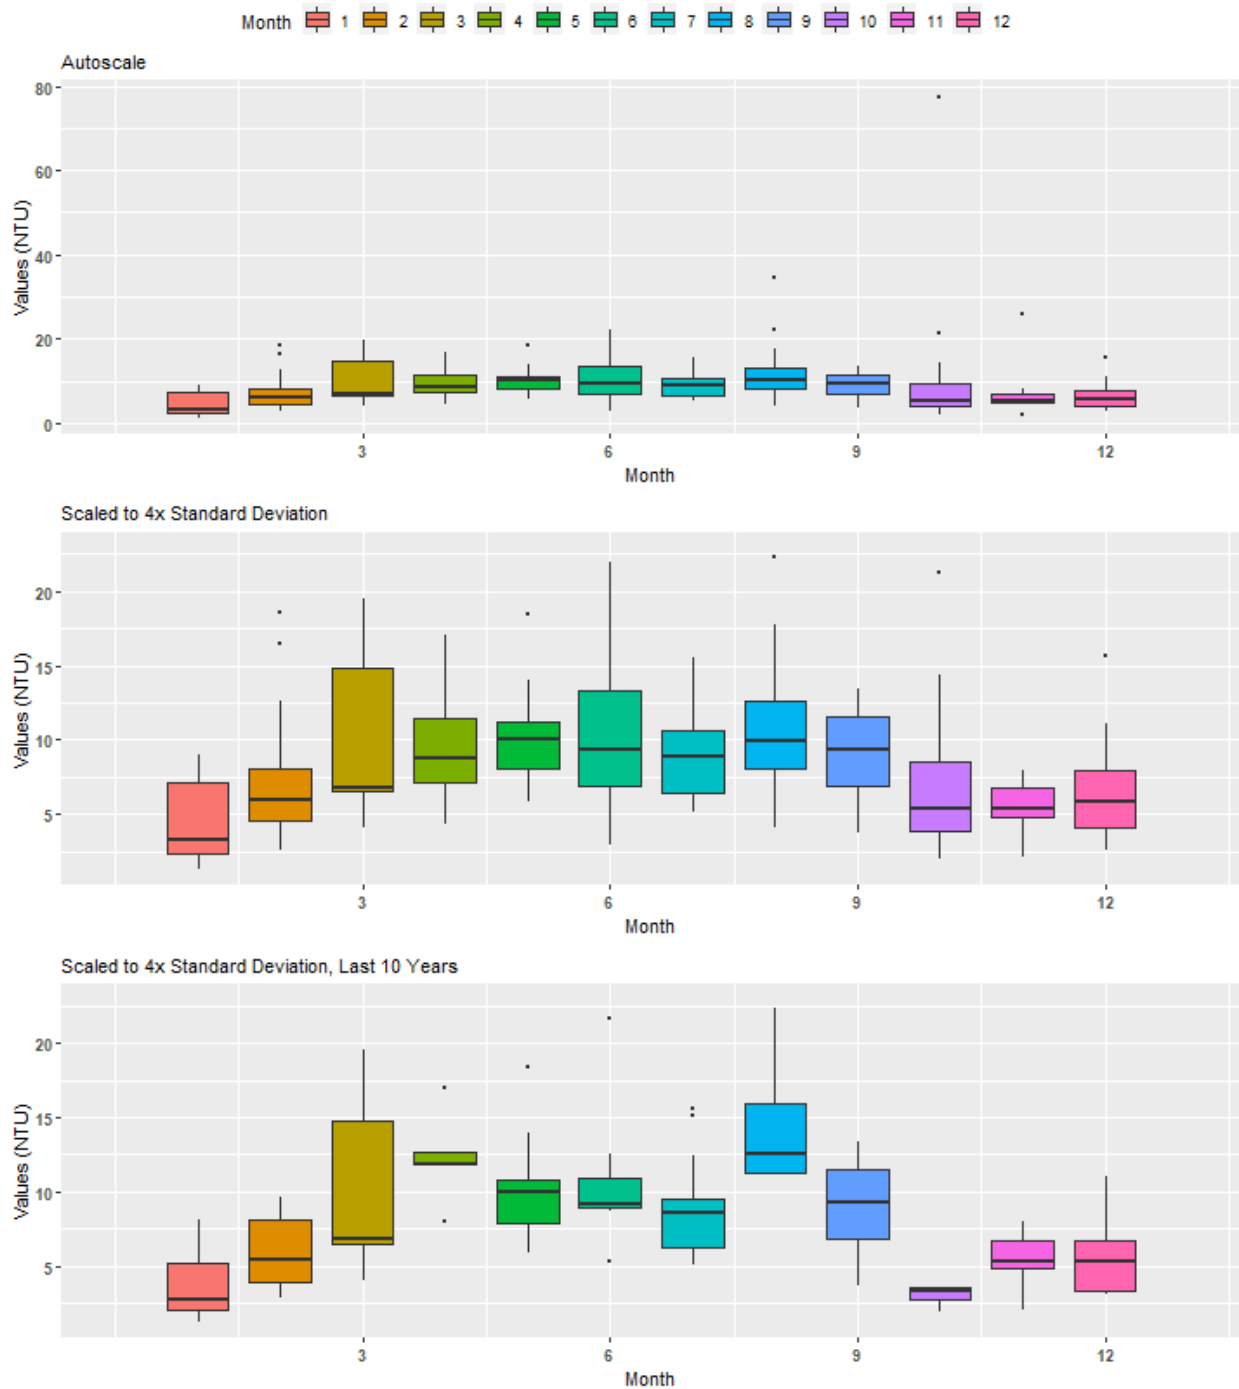 Month 1 2 3 4 5 6 7 8 9 10 11 12
Autoscale
80
60
40
20
0
Values (NTU)
3 6 9 12
Month
Scaled to 4x Standard Deviation
20
15
10
5
Values (NTU)
3 6 9 12
Month
Scaled to 4x Standard Deviation, Last 10 Years
20
15
10
5
Values (NTU)
3 6 9 12
Month